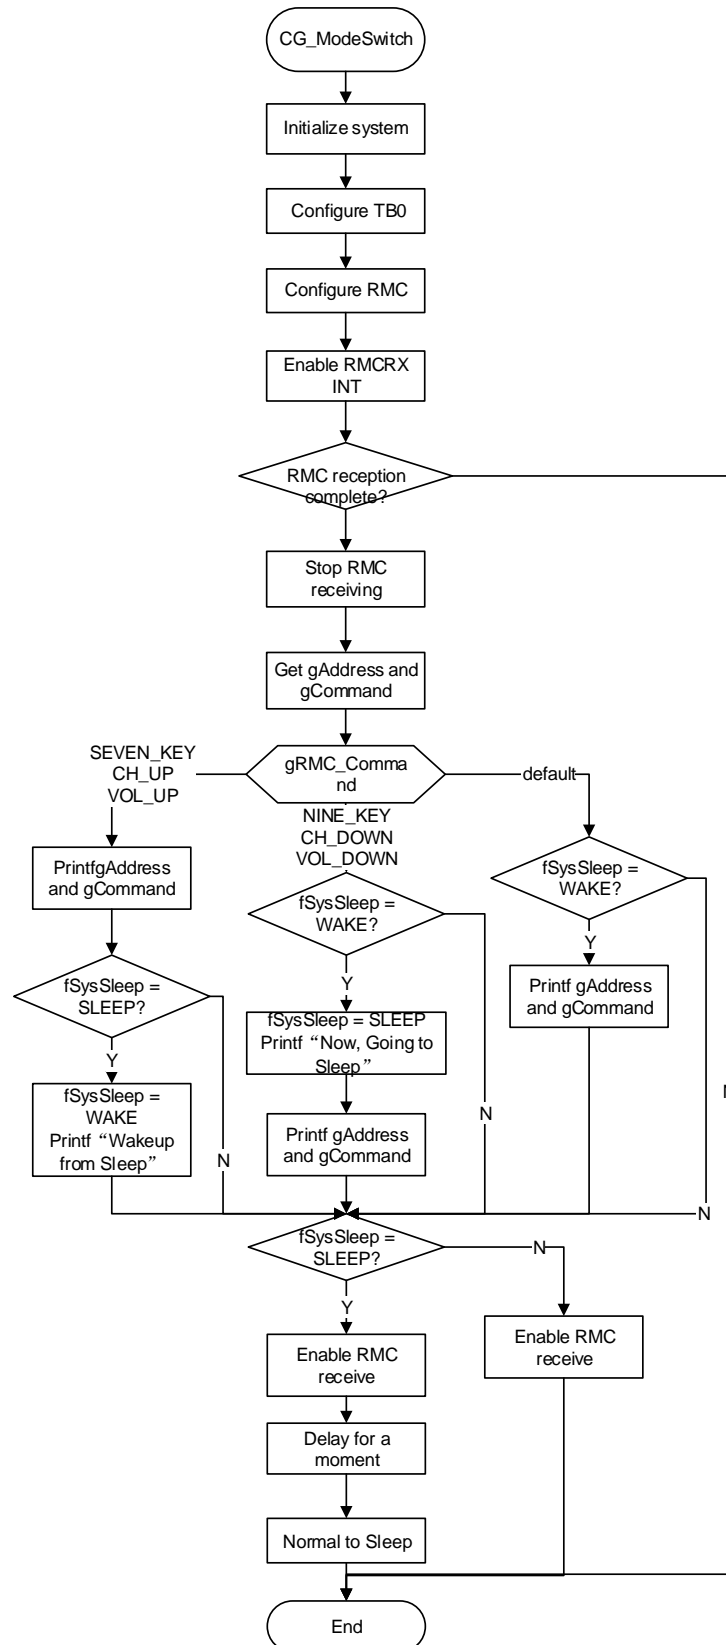 CG_ModeSwitch
Initialize system
Configure TB0
Configure RMC
Enable RMCRX
INT
RMC reception
complete?
Stop RMC
receiving
Get gAddress and
gCommand
SEVEN_KEY
CH_UP
VOL_UP
gRMC_Comma
nd
default
NINE_KEY
CH_DOWN
VOL_DOWN
PrintfgAddress
and gCommand
fSysSleep =
WAKE?
fSysSleep =
WAKE?
Y
Printf gAddress
and gCommand
fSysSleep =
SLEEP?
Y
fSysSleep = SLEEP
Printf “Now, Going to
Sleep”
Y
fSysSleep =
WAKE
Printf “Wakeup
from Sleep”
N
N
Printf gAddress
and gCommand
N
N
fSysSleep =
SLEEP?
N
Y
Enable RMC
receive
Enable RMC
receive
Delay for a
moment
Normal to Sleep
End